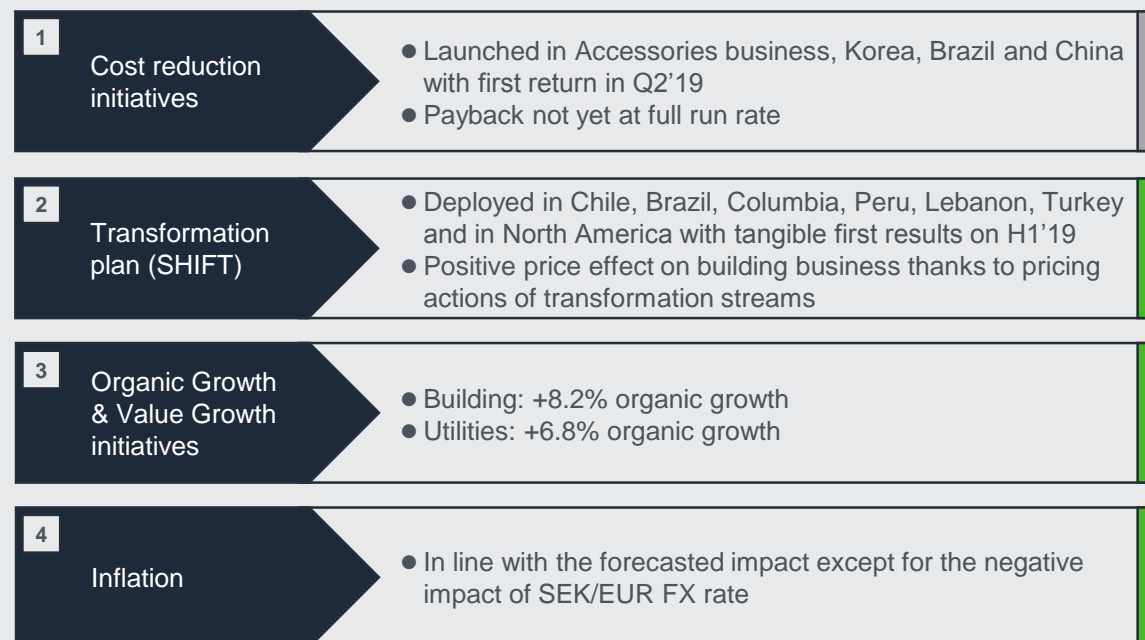 1
Cost reduction
initiatives
● Launched in Accessories business, Korea, Brazil and China
with first return in Q2’19
● Payback not yet at full run rate
2
Transformation
plan (SHIFT)
● Deployed in Chile, Brazil, Columbia, Peru, Lebanon, Turkey
and in North America with tangible first results on H1’19
● Positive price effect on building business thanks to pricing
actions of transformation streams
3
Organic Growth
& Value Growth
initiatives
● Building: +8.2% organic growth
● Utilities: +6.8% organic growth
4
Inflation
● In line with the forecasted impact except for the negative
impact of SEK/EUR FX rate